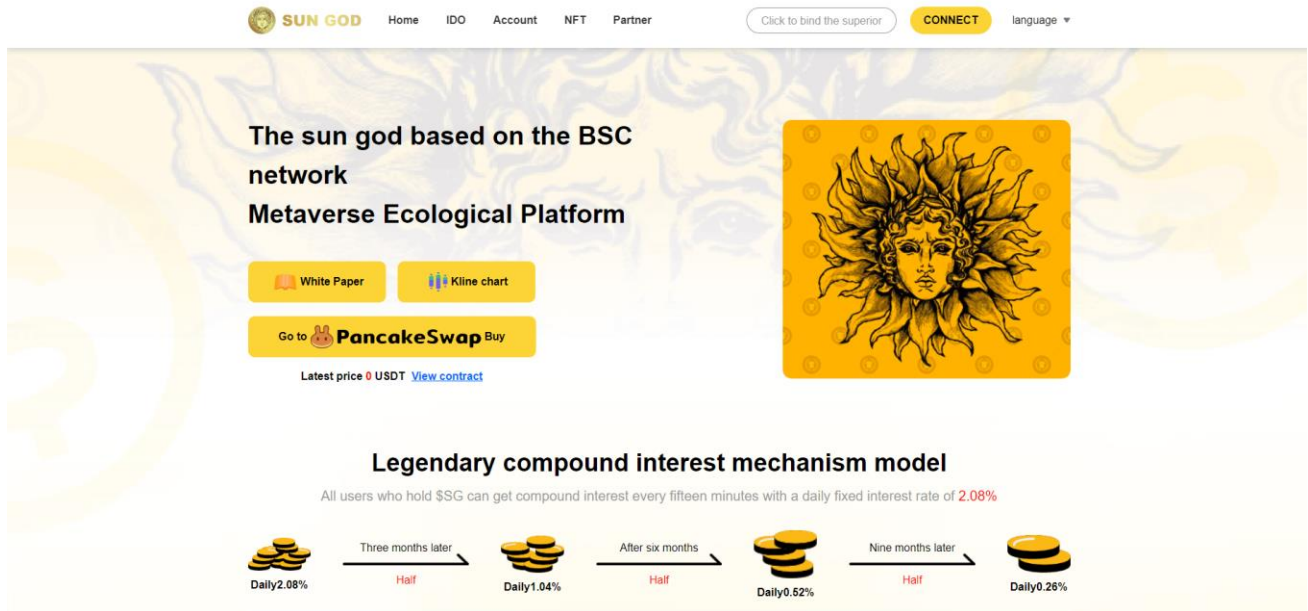 SUN GOD
Home
IDO
Account
NFT
Partner
Click to bind the superior
CONNECT
language
The sun god based on the BSC
network
Metaverse Ecological Platform
White Paper
Kline chart
Go to PancakeSwap Buy
Latest price 0 USDT View contract
Legendary compound interest mechanism model
All users who hold $SG can get compound interest every fifteen minutes with a daily fixed interest rate of 2.08%
Three months later
After six months
Nine months later
Half
Half
Half
Daily2.08%
Daily1.04%
Daily0.52%
Daily0.26%